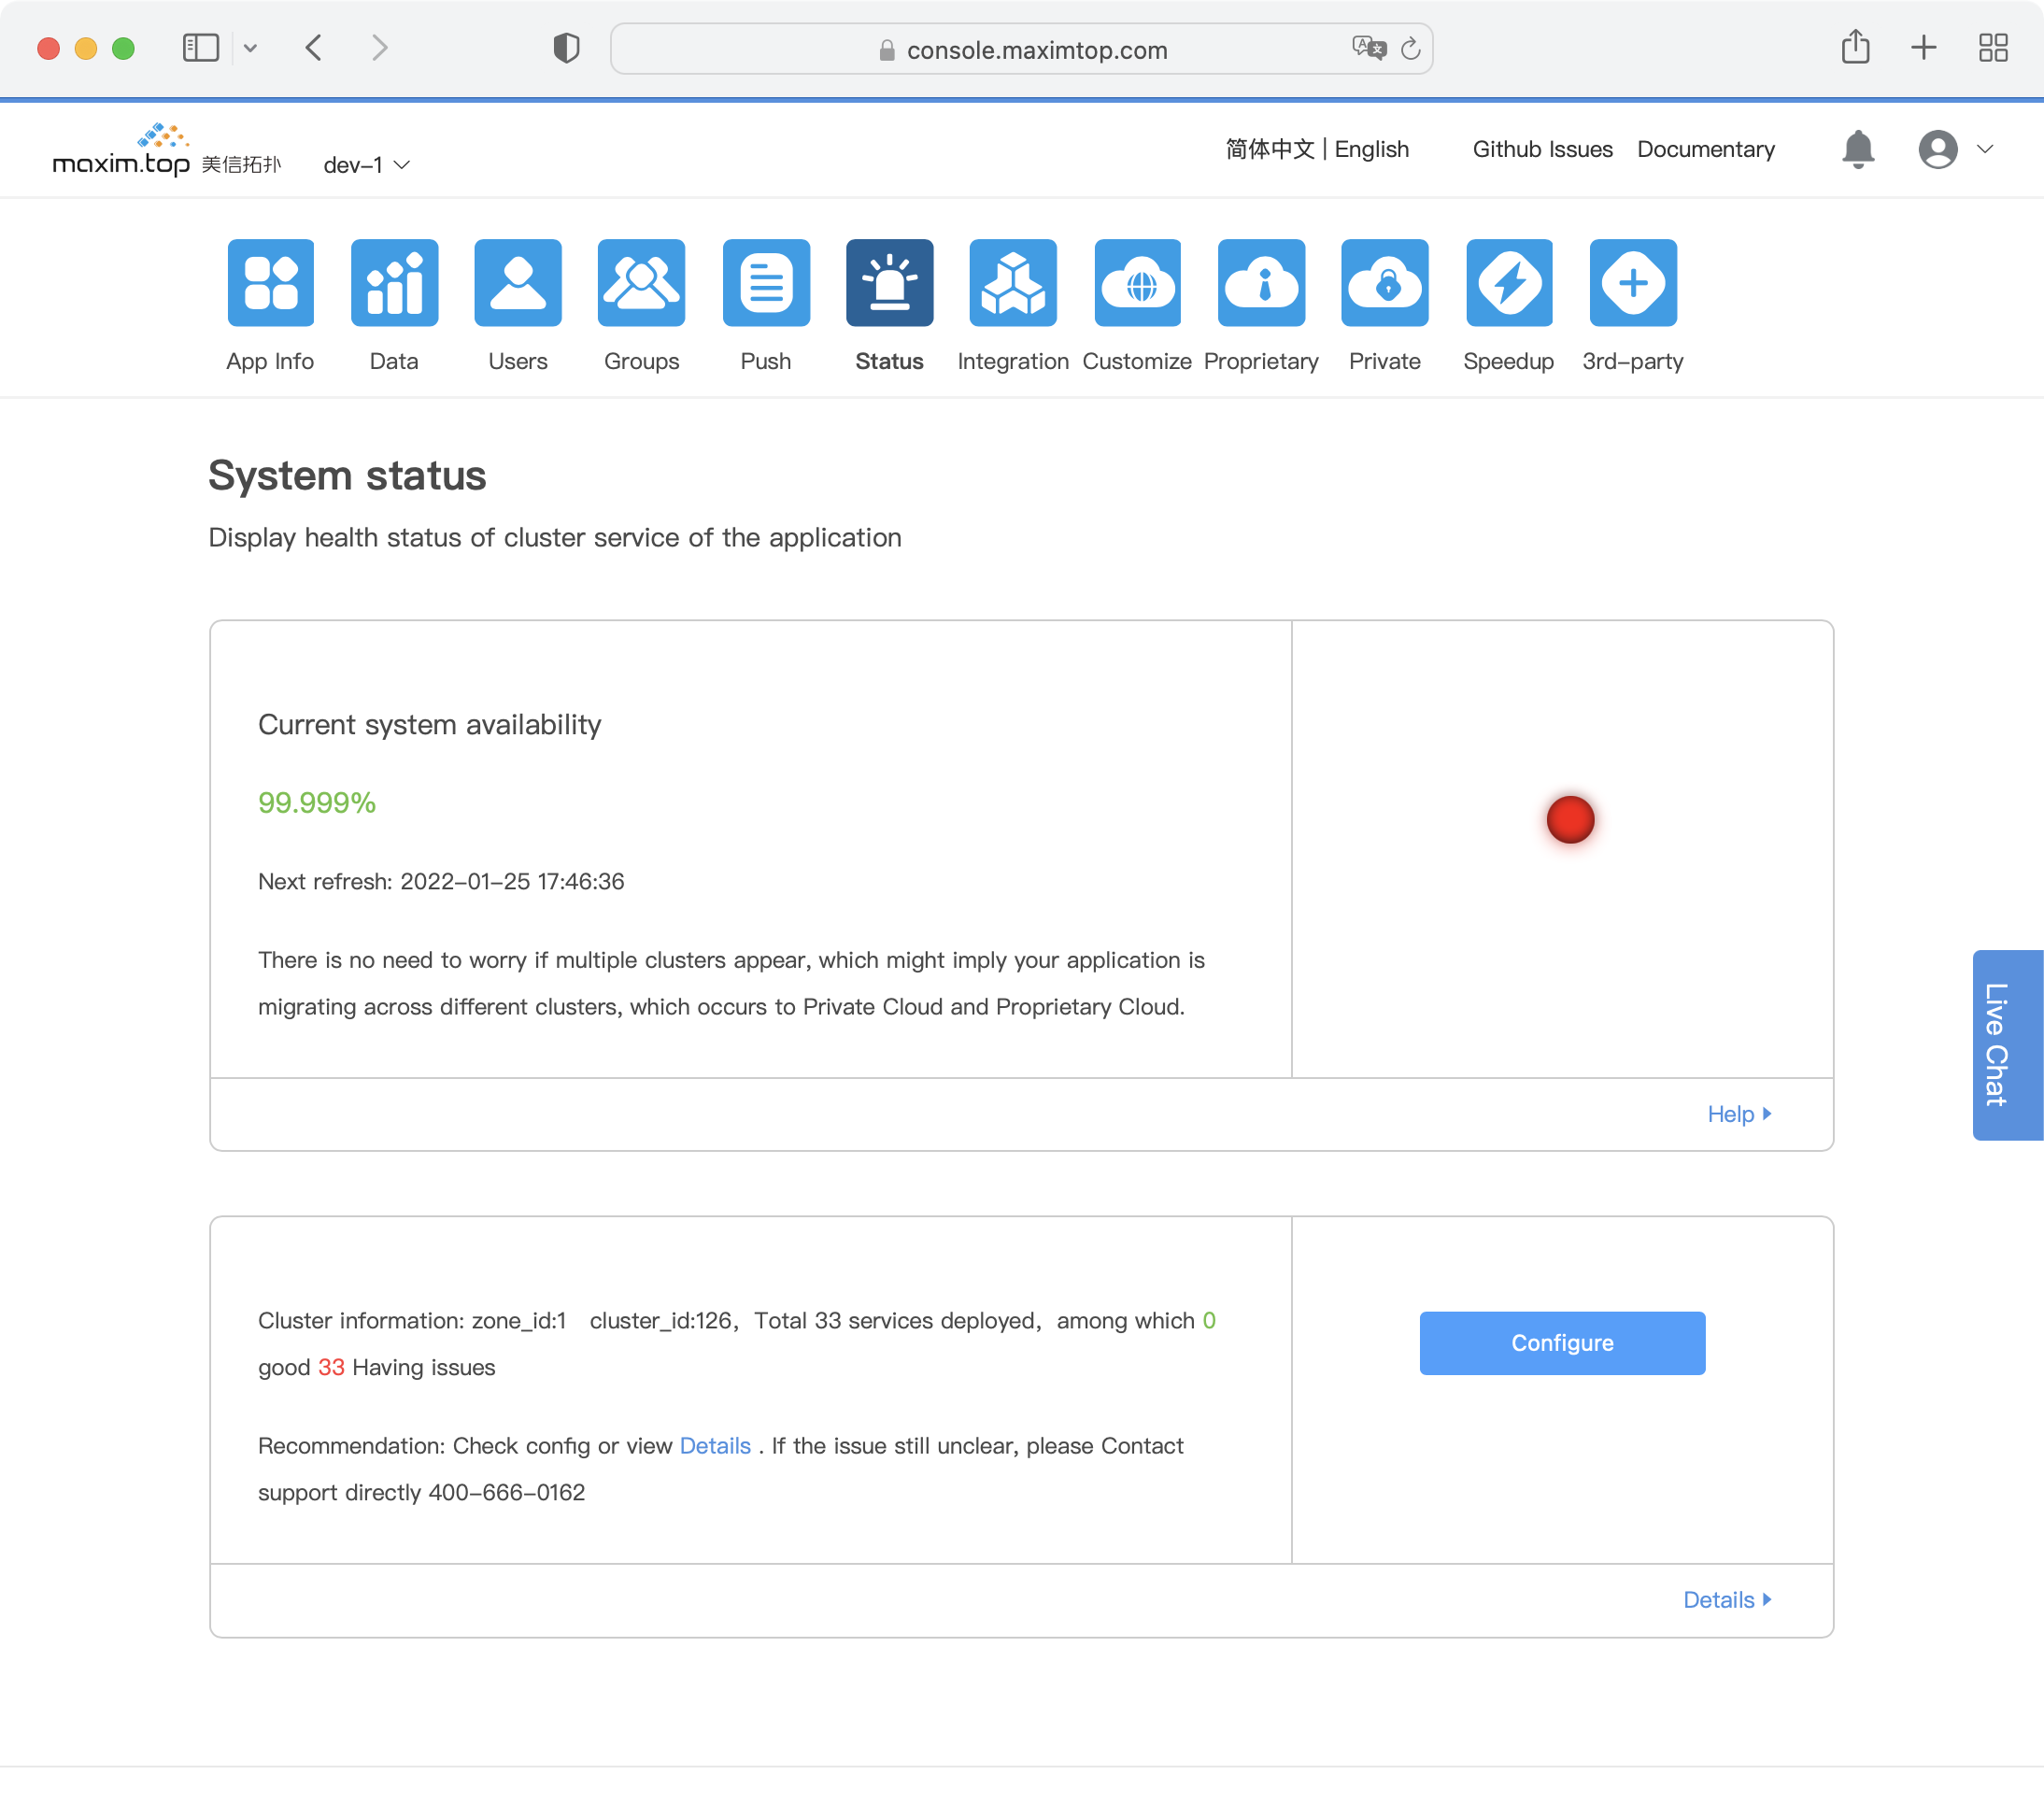 console.maximtop.com
maxim.top 美信拓扑
dev-1
简体中文 | English
Github Issues
Documentary
App Info
Data
Users
Groups
Push
Status
Integration
Customize
Proprietary
Private
Speedup
3rd-party
System status
Display health status of cluster service of the application
Current system availability
99.999%
Next refresh: 2022-01-25 17:46:36
There is no need to worry if multiple clusters appear, which might imply your application is
migrating across different clusters, which occurs to Private Cloud and Proprietary Cloud.
Help
Live Chat
Cluster information: zone_id:1 cluster_id:126，Total 33 services deployed，among which 0
good 33 Having issues
Configure
Recommendation: Check config or view Details . If the issue still unclear, please Contact
support directly 400-666-0162
Details